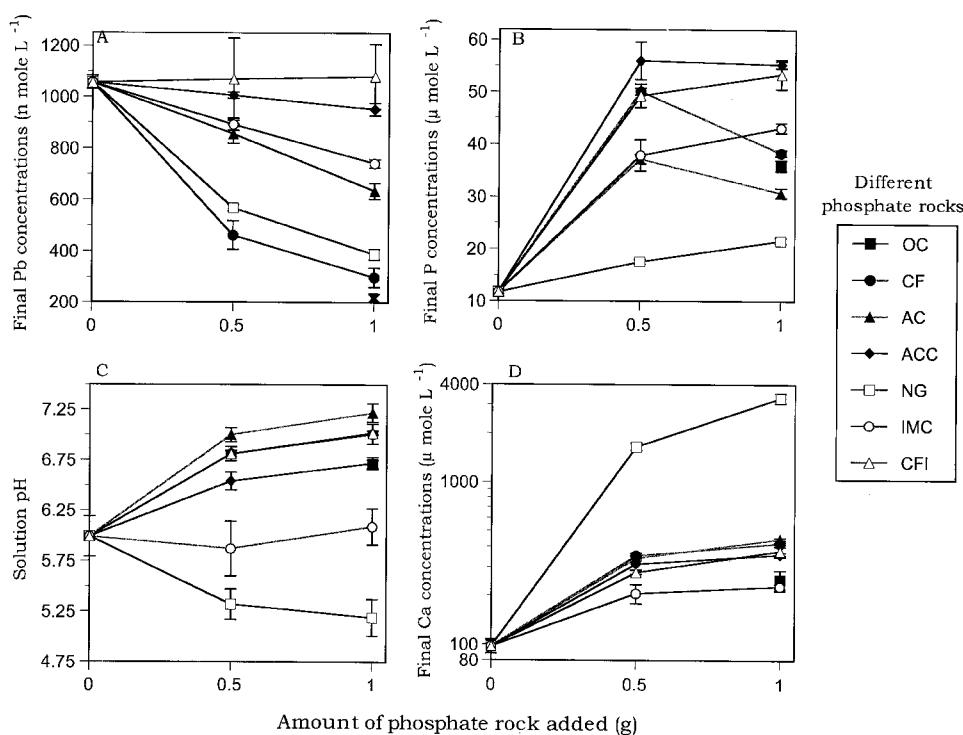 A
Final Pb concentrations (n mole L⁻¹)
1200
1000
800
600
400
200
0
0.5
1
B
Final P concentrations (μ mole L⁻¹)
60
50
40
30
20
10
0
0.5
1
C
Solution pH
7.25
6.75
6.25
5.75
5.25
4.75
0
0.5
1
D
Final Ca concentrations (μ mole L⁻¹)
4000
1000
100
80
0
0.5
1
Amount of phosphate rock added (g)
Different
phosphate rocks
OC
CF
AC
ACC
NG
IMC
CFI